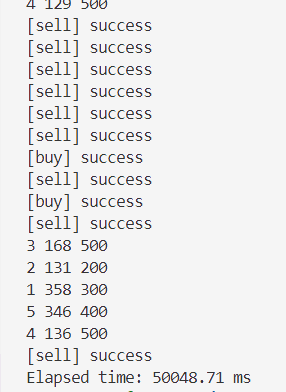 4 129 500
[sell] success
[sell] success
[sell] success
[sell] success
[sell] success
[sell] success
[buy] success
[sell] success
[buy] success
[sell] success
3 168 500
2 131 200
1 358 300
5 346 400
4 136 500
[sell] success
Elapsed time: 50048.71 ms